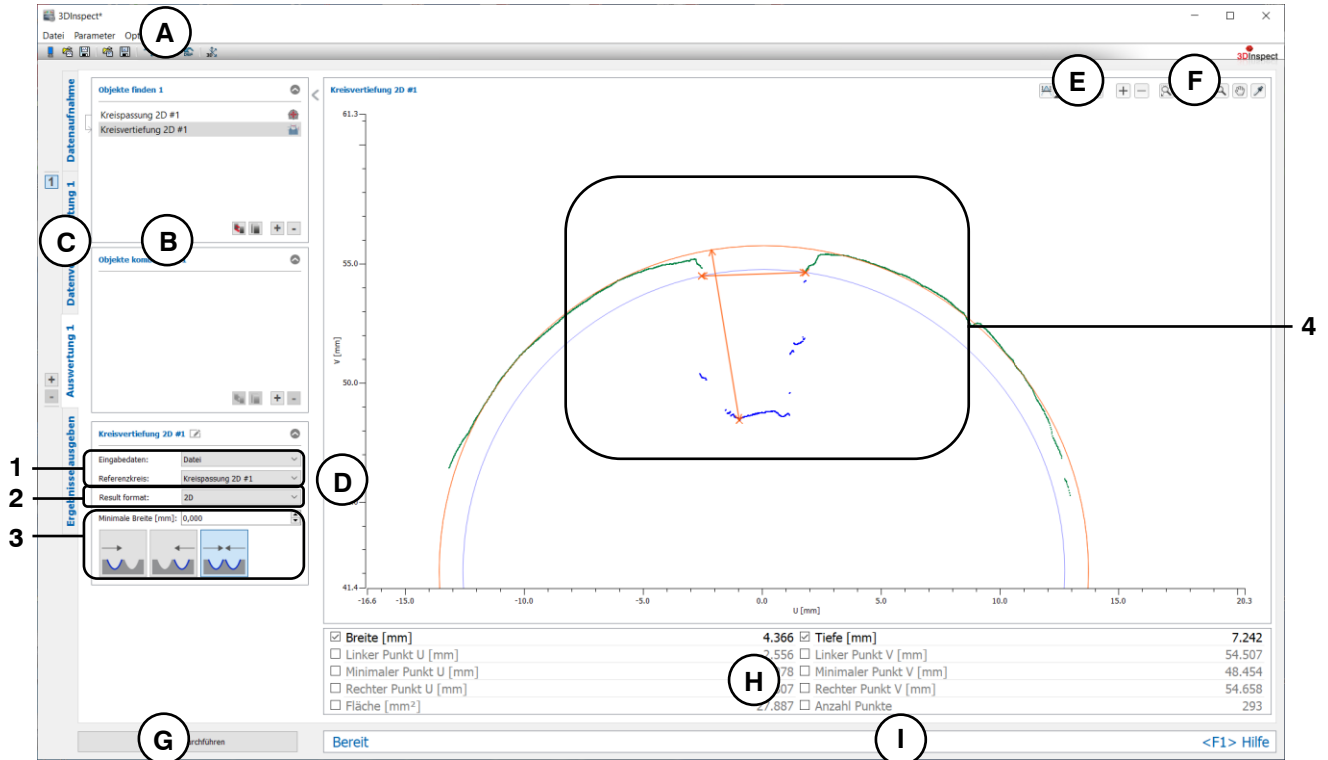 3DInspect*
Datei Parameter
A
3DInspect
Datenaufnahme
Auswertung 1
Ergebnisse ausgeben
1
C
B
+
-
Objekte finden 1
Kreispassung 2D #1
Kreisvertiefung 2D #1
+ -
Objekte
+ -
Kreisvertiefung 2D #1
1
Eingabedaten: Datei
Referenzkreis: Kreispassung 2D #1
2
Result format: 2D
3
Minimale Breite [mm]: 0,000
D
Kreisvertiefung 2D #1
E
+ -
F
61.3
55.0
50.0
41.4
V [mm]
-16.6 -15.0 -10.0 -5.0 0.0 5.0 10.0 15.0 20.3
U [mm]
4
Breite [mm] 4.366 Tiefe [mm] 7.242
Linker Punkt U [mm] 2.556 Linker Punkt V [mm] 54.507
Minimaler Punkt U [mm] Minimaler Punkt V [mm] 48.454
Rechter Punkt U [mm] Rechter Punkt V [mm] 54.658
Fläche [mm²] 27.887 Anzahl Punkte 293
H
G
Bereit
I
<F1> Hilfe